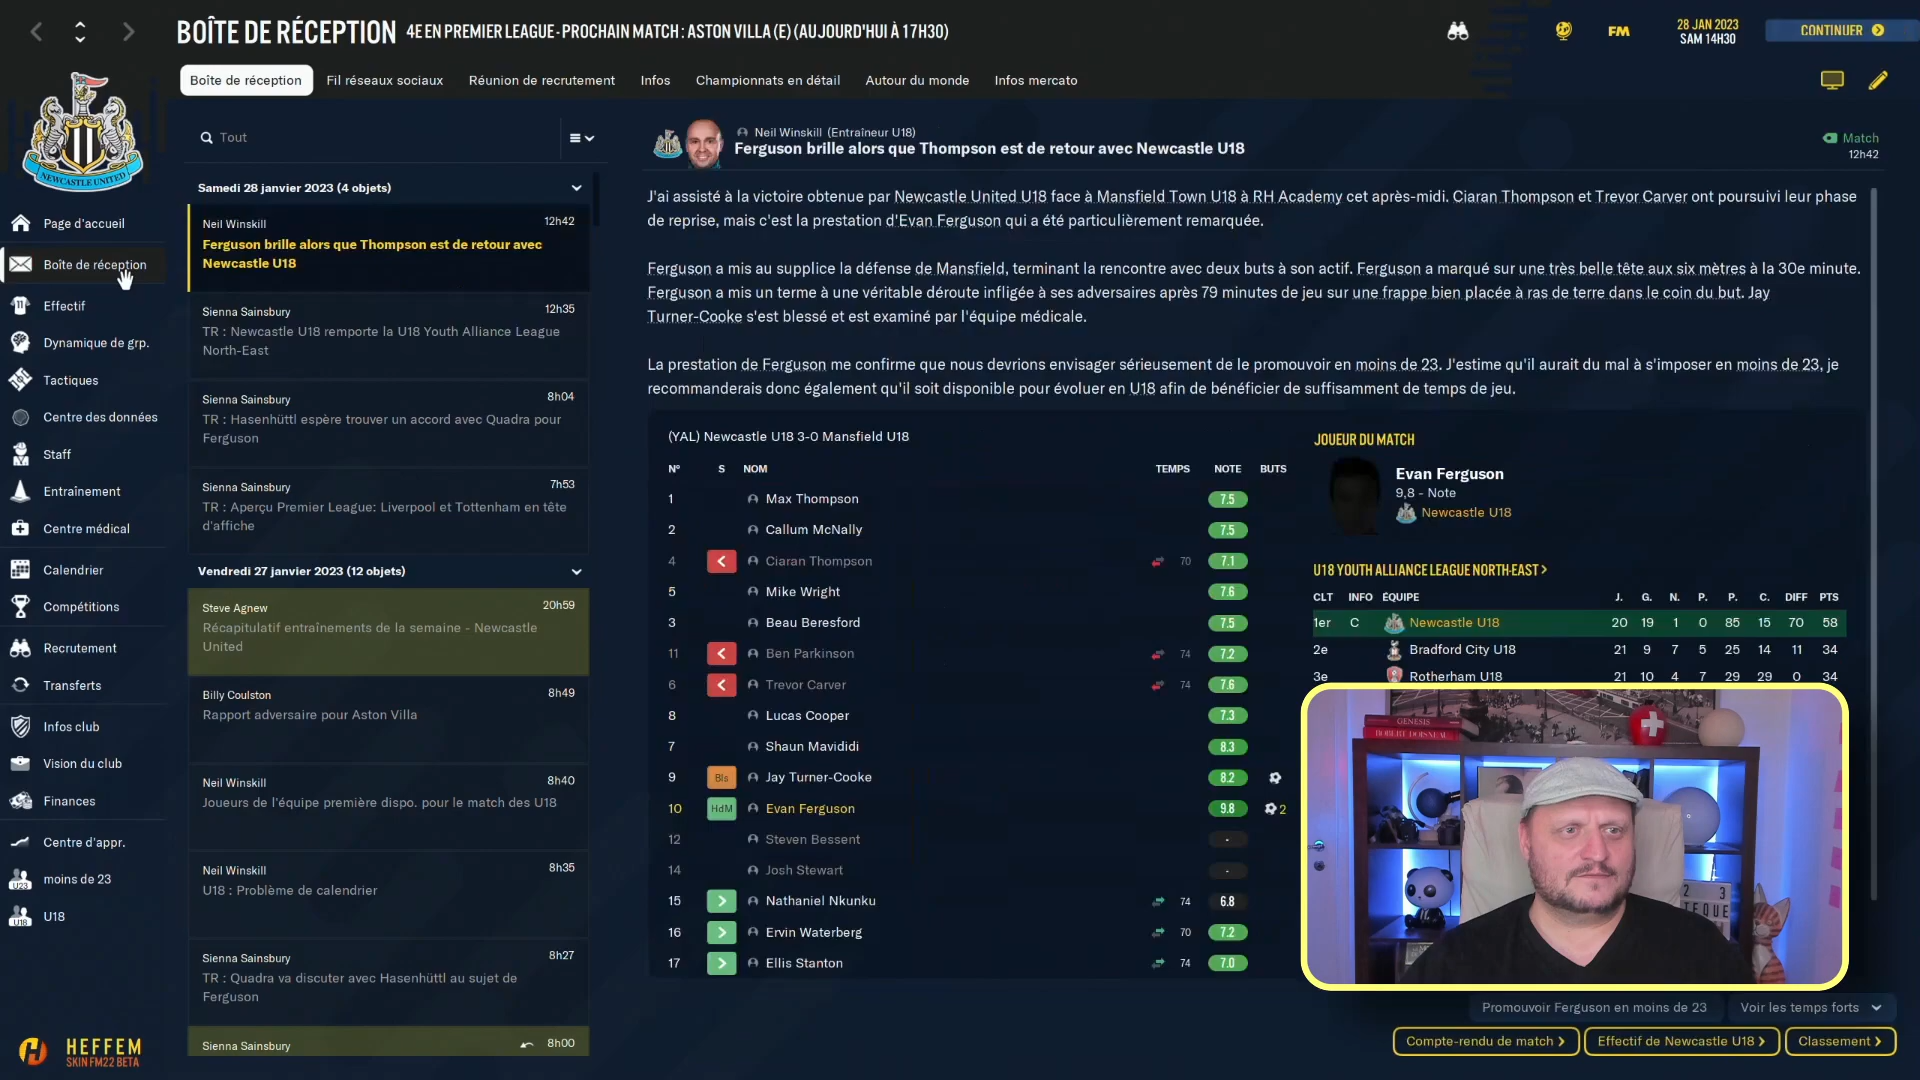 BOÎTE DE RÉCEPTION 4E EN PREMIER LEAGUE - PROCHAIN MATCH : ASTON VILLA (E) (AUJOURD'HUI À 17H30)
FM
28 JAN 2023
SAM 14H30
CONTINUER
Boîte de réception Fil réseaux sociaux Réunion de recrutement Infos Championnats en détail Autour du monde Infos mercato
NEWCASTLE UNITED
Page d'accueil
Boîte de réception
Effectif
Dynamique de grp.
Tactiques
Centre des données
Staff
Entraînement
Centre médical
Calendrier
Compétitions
Recrutement
Transferts
Infos club
Vision du club
Finances
Centre d'appr.
U23 moins de 23
U18 U18
HEFFEM
SKIN FM22 BETA
Tout
Samedi 28 janvier 2023 (4 objets)
Neil Winskill 12h42
Ferguson brille alors que Thompson est de retour avec
Newcastle U18
Sienna Sainsbury 12h35
TR : Newcastle U18 remporte la U18 Youth Alliance League
North-East
Sienna Sainsbury 8h04
TR : Hasenhüttl espère trouver un accord avec Quadra pour
Ferguson
Sienna Sainsbury 7h53
TR : Aperçu Premier League: Liverpool et Tottenham en tête
d'affiche
Vendredi 27 janvier 2023 (12 objets)
Steve Agnew 20h59
Récapitulatif entraînements de la semaine - Newcastle
United
Billy Coulston 8h49
Rapport adversaire pour Aston Villa
Neil Winskill 8h40
Joueurs de l'équipe première dispo. pour le match des U18
Neil Winskill 8h35
U18 : Problème de calendrier
Sienna Sainsbury 8h27
TR : Quadra va discuter avec Hasenhüttl au sujet de
Ferguson
Sienna Sainsbury 8h00
Neil Winskill (Entraîneur U18)
Ferguson brille alors que Thompson est de retour avec Newcastle U18
Match
12h42
J'ai assisté à la victoire obtenue par Newcastle United U18 face à Mansfield Town U18 à RH Academy cet après-midi. Ciaran Thompson et Trevor Carver ont poursuivi leur phase
de reprise, mais c'est la prestation d'Evan Ferguson qui a été particulièrement remarquée.
Ferguson a mis au supplice la défense de Mansfield, terminant la rencontre avec deux buts à son actif. Ferguson a marqué sur une très belle tête aux six mètres à la 30e minute.
Ferguson a mis un terme à une véritable déroute infligée à ses adversaires après 79 minutes de jeu sur une frappe bien placée à ras de terre dans le coin du but. Jay
Turner-Cooke s'est blessé et est examiné par l'équipe médicale.
La prestation de Ferguson me confirme que nous devrions envisager sérieusement de le promouvoir en moins de 23. J'estime qu'il aurait du mal à s'imposer en moins de 23, je
recommanderais donc également qu'il soit disponible pour évoluer en U18 afin de bénéficier de suffisamment de temps de jeu.
(YAL) Newcastle U18 3-0 Mansfield U18
N° S NOM TEMPS NOTE BUTS
1 Max Thompson 7.5
2 Callum McNally 7.5
4 Ciaran Thompson 70 7.1
5 Mike Wright 7.6
3 Beau Beresford 7.5
11 Ben Parkinson 74 7.2
6 Trevor Carver 74 7.6
8 Lucas Cooper 7.3
7 Shaun Mavididi 8.3
9 Bls Jay Turner-Cooke 8.2
10 HdM Evan Ferguson 9.8 2
12 Steven Bessent -
14 Josh Stewart -
15 Nathaniel Nkunku 74 6.8
16 Ervin Waterberg 70 7.2
17 Ellis Stanton 74 7.0
JOUEUR DU MATCH
Evan Ferguson
9,8 - Note
Newcastle U18
U18 YOUTH ALLIANCE LEAGUE NORTH-EAST >
CLT INFO ÉQUIPE J. G. N. P. P. C. DIFF PTS
1er C Newcastle U18 20 19 1 0 85 15 70 58
2e Bradford City U18 21 9 7 5 25 14 11 34
3e Rotherham U18 21 10 4 7 29 29 0 34
GENESIS
ROBERT DOISNEAU
2 3
TEQUE
Promouvoir Ferguson en moins de 23 Voir les temps forts
Compte-rendu de match > Effectif de Newcastle U18 > Classement >